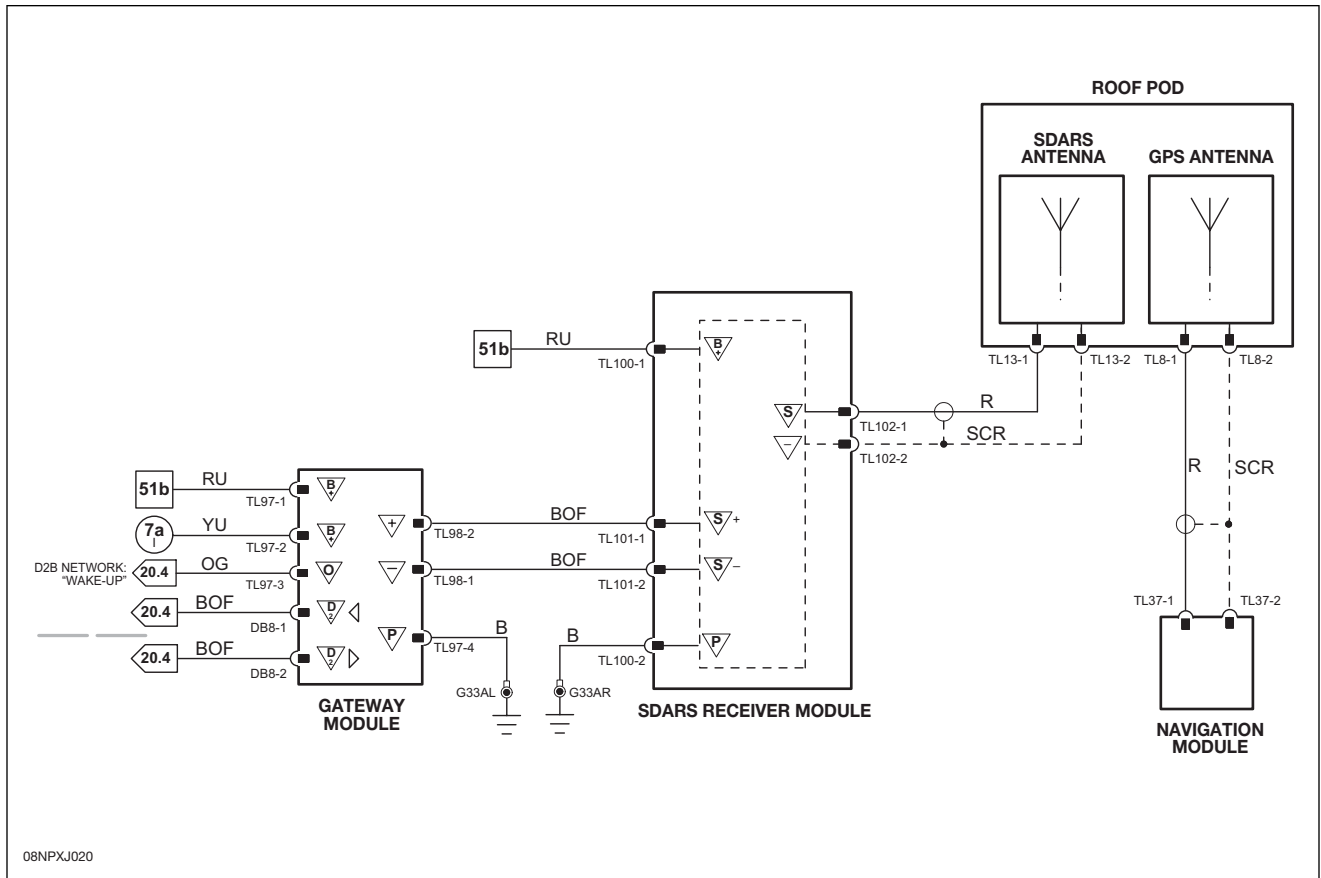 ROOF POD
SDARS
ANTENNA
GPS ANTENNA
TL13-1
TL13-2
TL8-1
TL8-2
51b
RU
TL100-1
B
+
S
TL102-1
R
–
TL102-2
SCR
R
SCR
51b
RU
TL97-1
B
+
7a
I
YU
TL97-2
B
+
+
TL98-2
BOF
TL101-1
S
+
D2B NETWORK:
"WAKE-UP"
20.4
OG
TL97-3
O
–
TL98-1
BOF
TL101-2
S
–
20.4
BOF
DB8-1
D
2
20.4
BOF
DB8-2
D
2
P
TL97-4
B
G33AL
B
TL100-2
P
G33AR
GATEWAY
MODULE
SDARS RECEIVER MODULE
TL37-1
TL37-2
NAVIGATION
MODULE
08NPXJ020